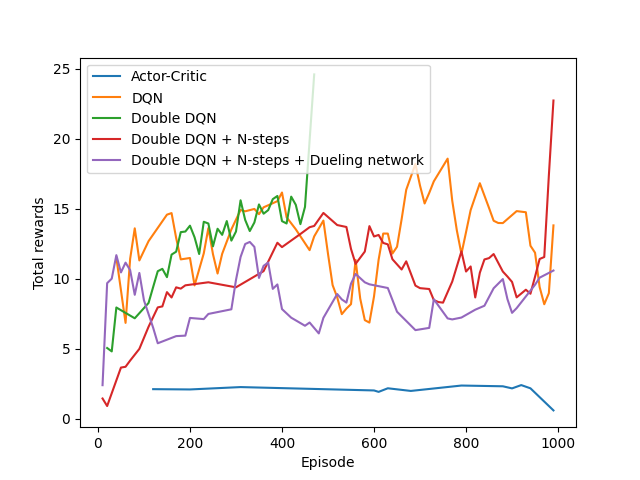 25
20
15
10
5
0
Total rewards
Actor-Critic
DQN
Double DQN
Double DQN + N-steps
Double DQN + N-steps + Dueling network
0 200 400 600 800 1000
Episode